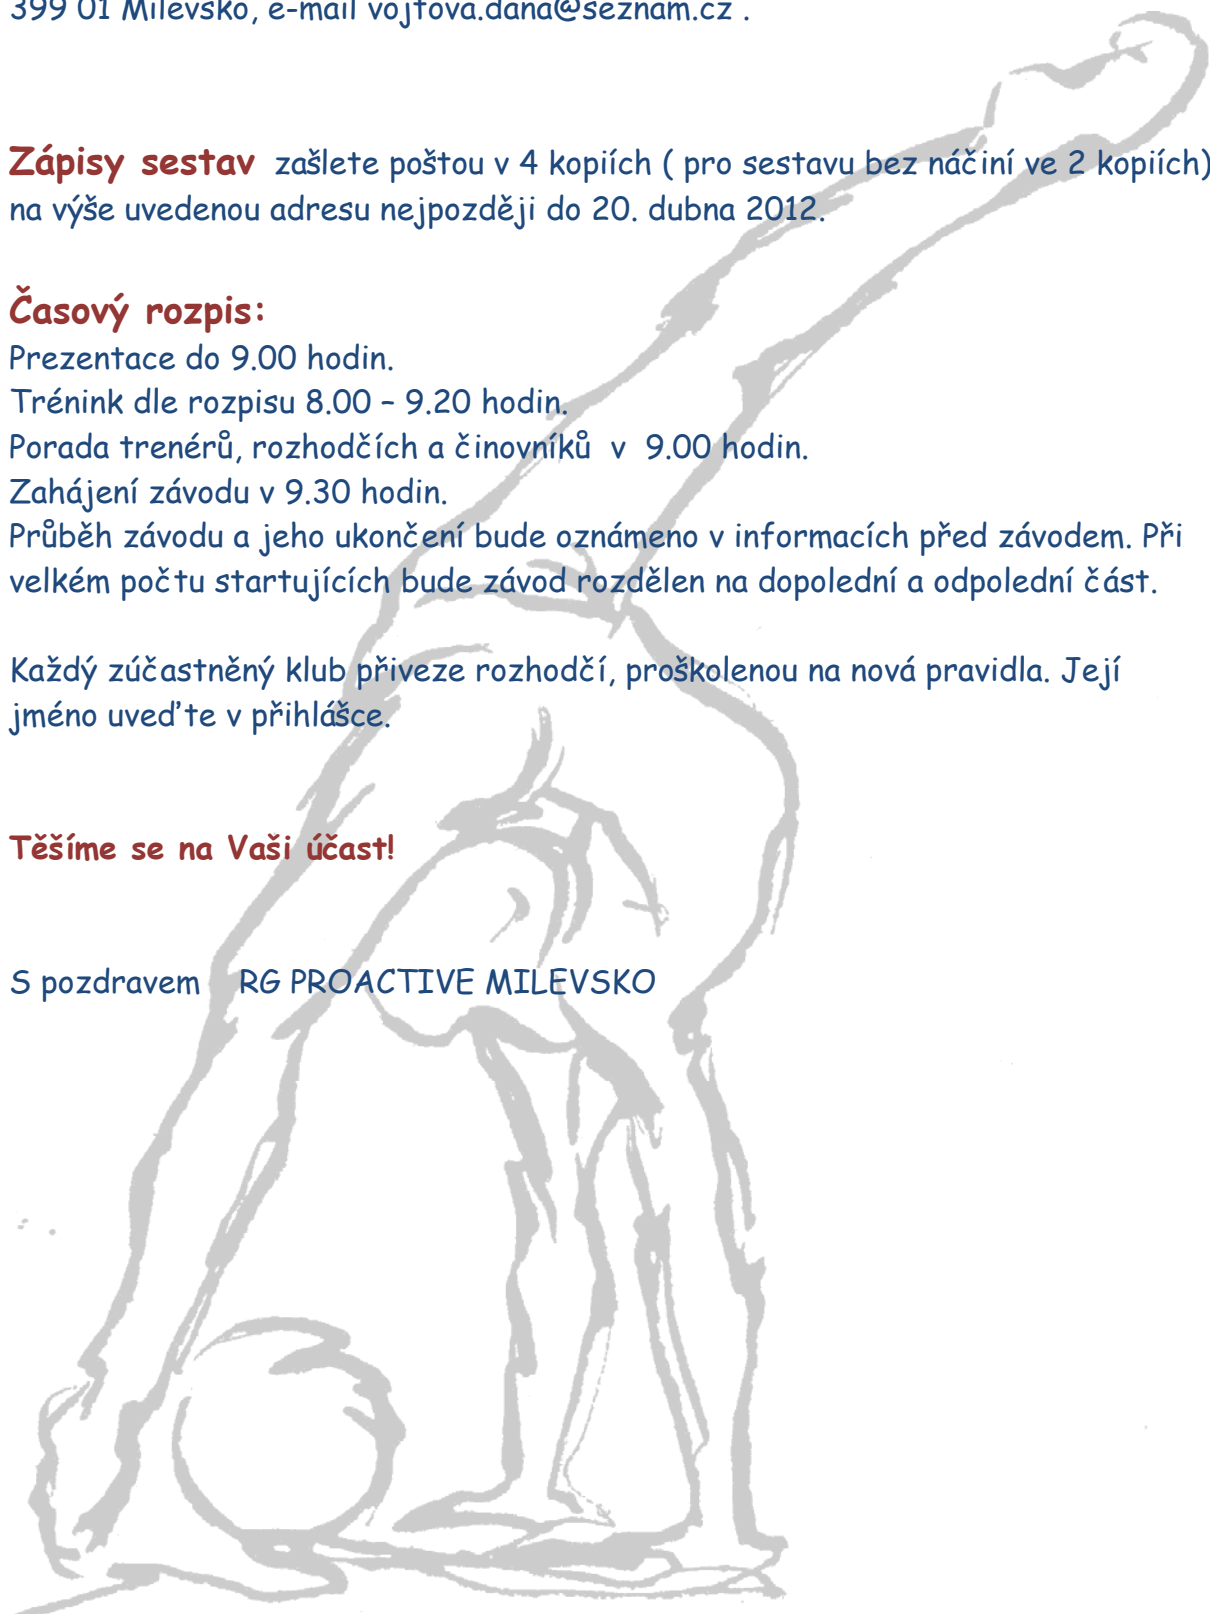 399 01 Milevsko, e-mail vojtova.dana@seznam.cz .
Zápisy sestav zašlete poštou v 4 kopiích ( pro sestavu bez náčiní ve 2 kopiích)
na výše uvedenou adresu nejpozději do 20. dubna 2012.
Časový rozpis:
Prezentace do 9.00 hodin.
Trénink dle rozpisu 8.00 – 9.20 hodin.
Porada trenérů, rozhodčích a činovníků v 9.00 hodin.
Zahájení závodu v 9.30 hodin.
Průběh závodu a jeho ukončení bude oznámeno v informacích před závodem. Při
velkém počtu startujících bude závod rozdělen na dopolední a odpolední část.
Každý zúčastněný klub přiveze rozhodčí, proškolenou na nová pravidla. Její
jméno uveďte v přihlášce.
Těšíme se na Vaši účast!
S pozdravem RG PROACTIVE MILEVSKO